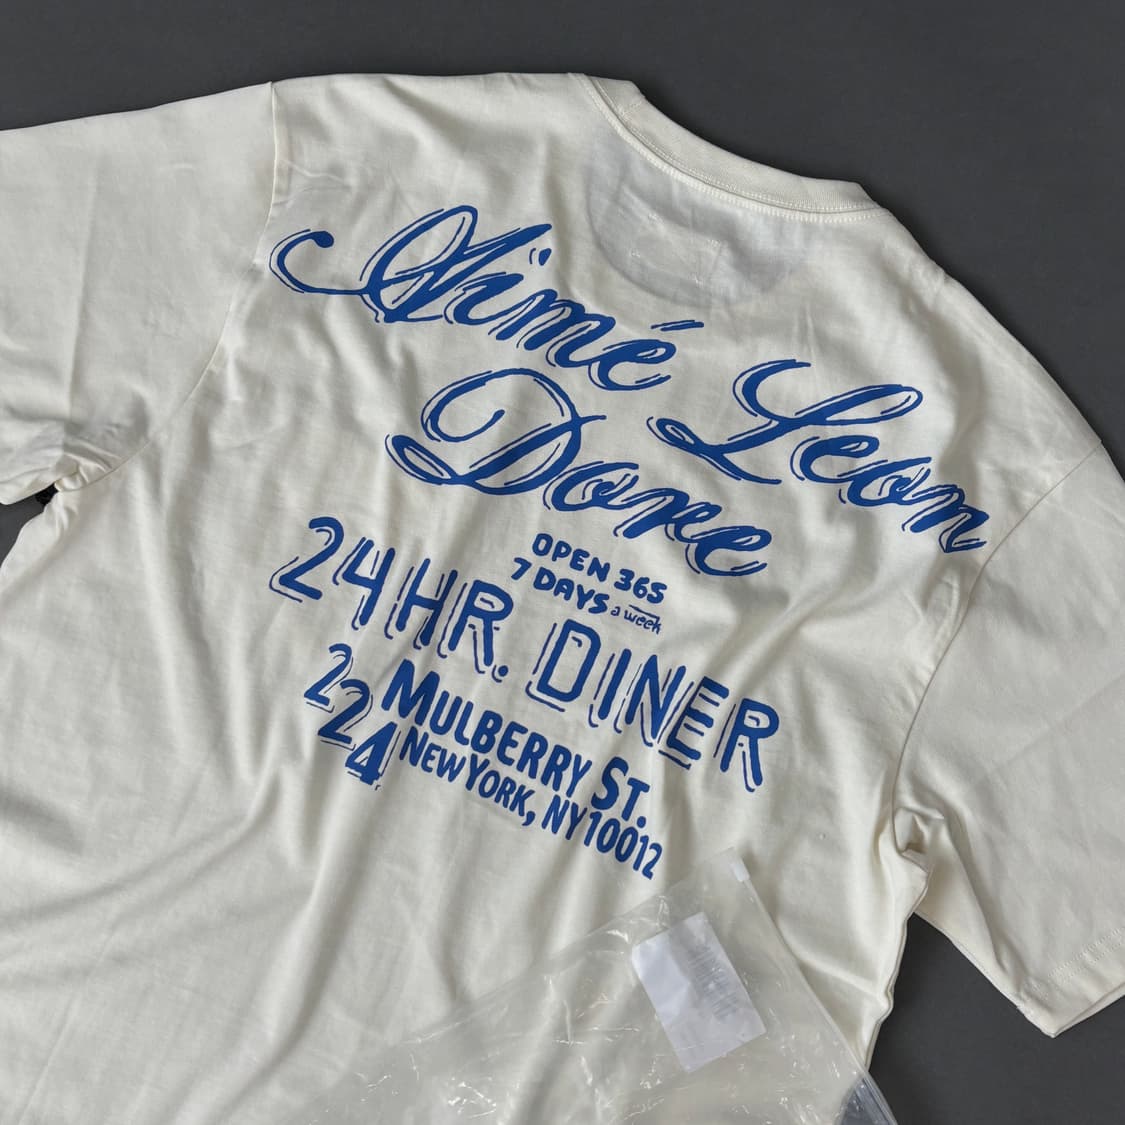 Aimé Leon
Dore
OPEN 365
7 DAYS a week
24HR. DINER
224 MULBERRY ST.
NEW YORK, NY10012